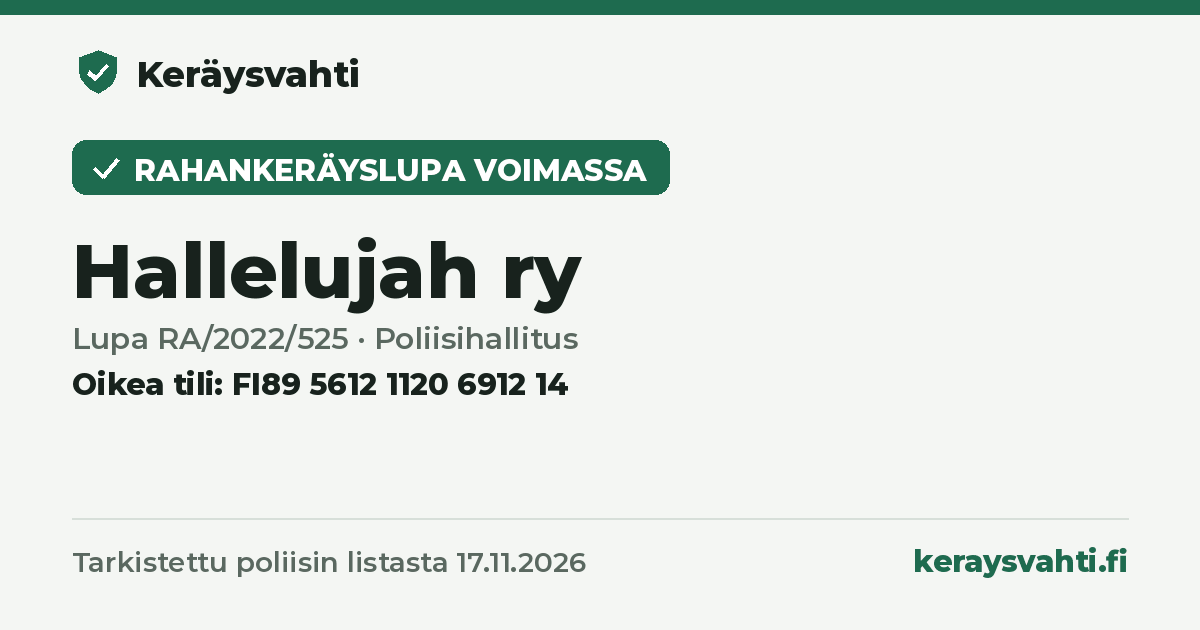 Keräysvahti
RAHANKERÄYSLUPA VOIMASSA
Hallelujah ry
Lupa RA/2022/525 · Poliisihallitus
Oikea tili: FI89 5612 1120 6912 14
Tarkistettu poliisin listasta 17.11.2026
keraysvahti.fi